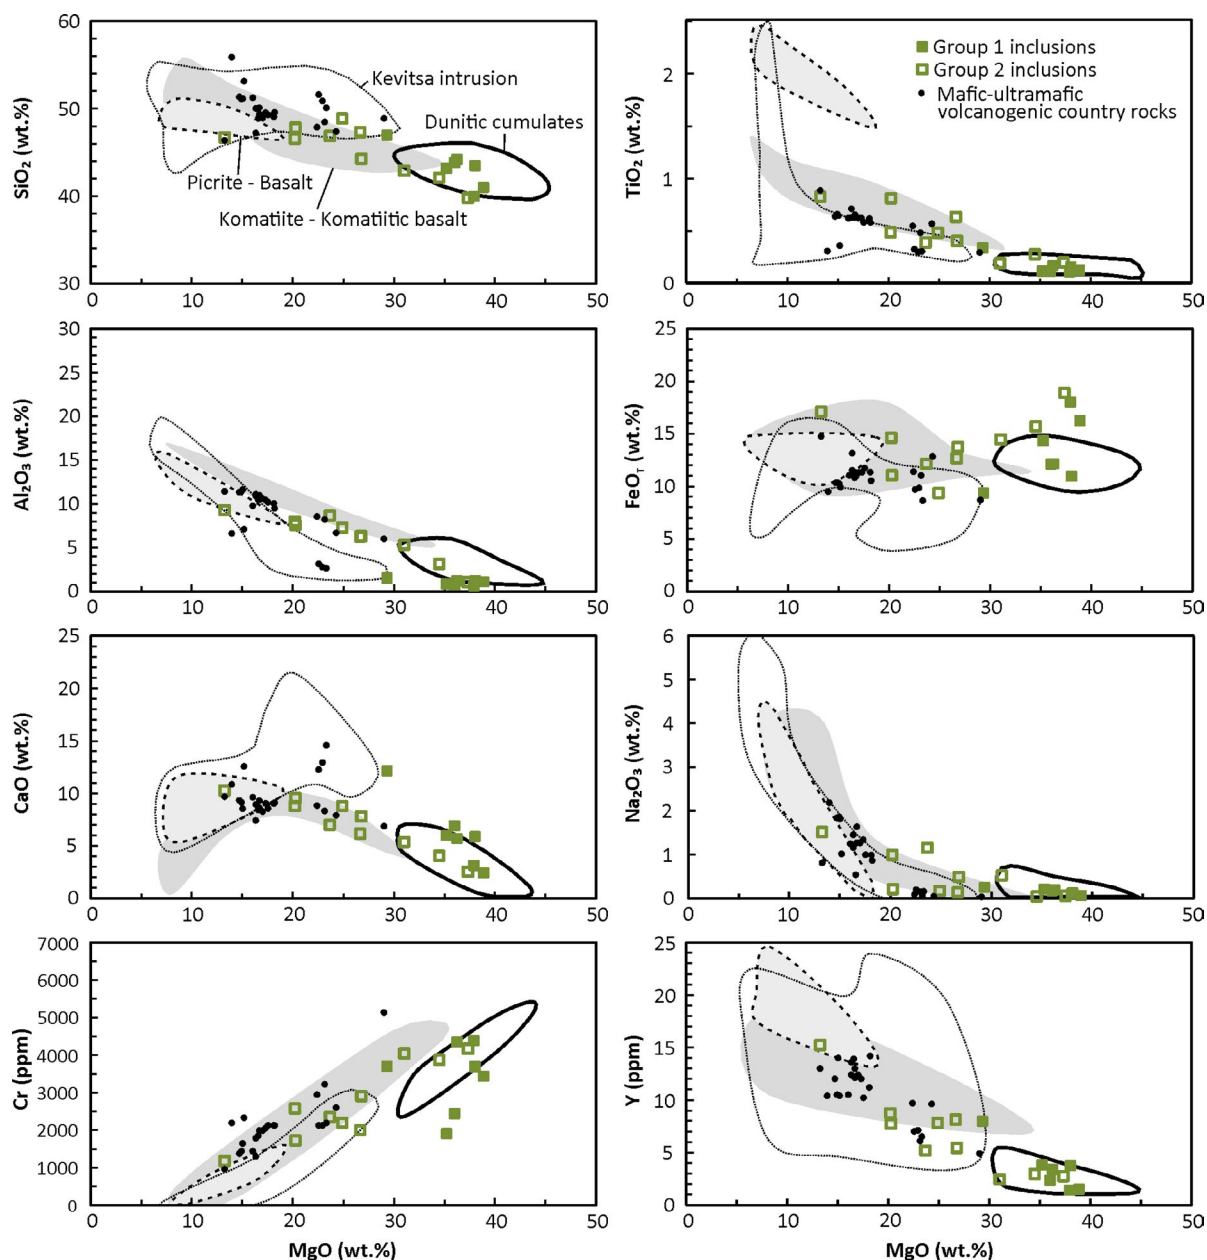 60
50
40
30
SiO₂ (wt.%)
Kevitsa intrusion
Dunitic cumulates
Picrite - Basalt
Komatiite - Komatiitic basalt
0 10 20 30 40 50
2
1
0
TiO₂ (wt.%)
Group 1 inclusions
Group 2 inclusions
Mafic-ultramafic
volcanogenic country rocks
0 10 20 30 40 50
30
25
20
15
10
5
0
Al₂O₃ (wt.%)
0 10 20 30 40 50
25
20
15
10
5
0
FeOT (wt.%)
0 10 20 30 40 50
25
20
15
10
5
0
CaO (wt.%)
0 10 20 30 40 50
6
5
4
3
2
1
0
Na₂O₃ (wt.%)
0 10 20 30 40 50
7000
6000
5000
4000
3000
2000
1000
0
Cr (ppm)
0 10 20 30 40 50
MgO (wt.%)
25
20
15
10
5
0
Y (ppm)
0 10 20 30 40 50
MgO (wt.%)